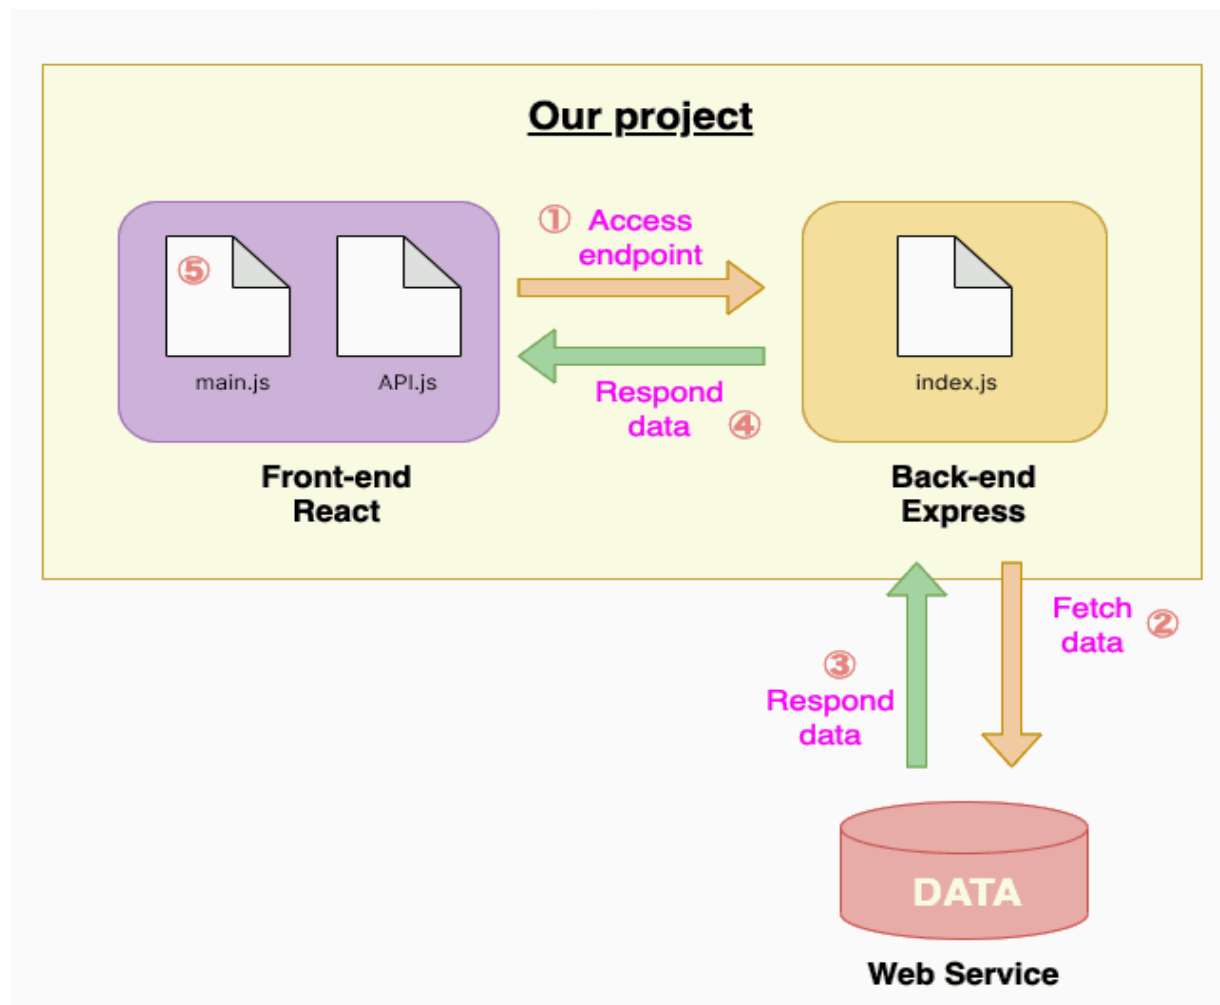 Our project
① Access
endpoint
⑤
main.js
API.js
index.js
Respond
data ④
Front-end
React
Back-end
Express
Fetch
data ②
③
Respond
data
DATA
Web Service